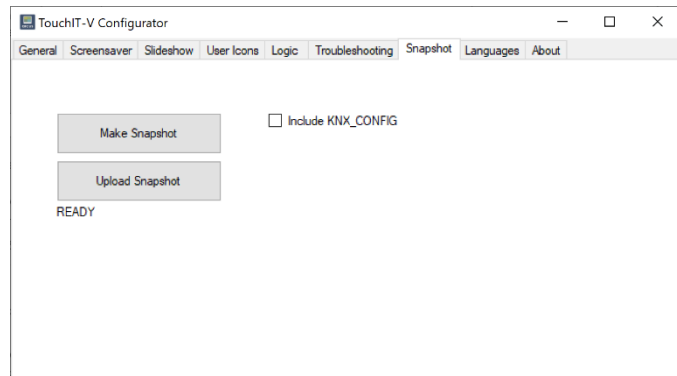 TouchIT-V Configurator
General Screensaver Slideshow User Icons Logic Troubleshooting Snapshot Languages About
Make Snapshot Include KNX_CONFIG
Upload Snapshot
READY